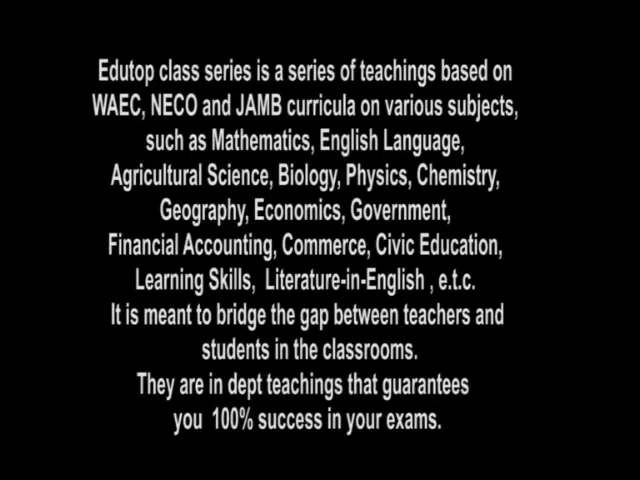 Edutop class series is a series of teachings based on
WAEC, NECO and JAMB curricula on various subjects,
such as Mathematics, English Language,
Agricultural Science, Biology, Physics, Chemistry,
Geography, Economics, Government,
Financial Accounting, Commerce, Civic Education,
Learning Skills,  Literature-in-English , e.t.c.
It is meant to bridge the gap between teachers and
students in the classrooms.
They are in dept teachings that guarantees
you  100% success in your exams.